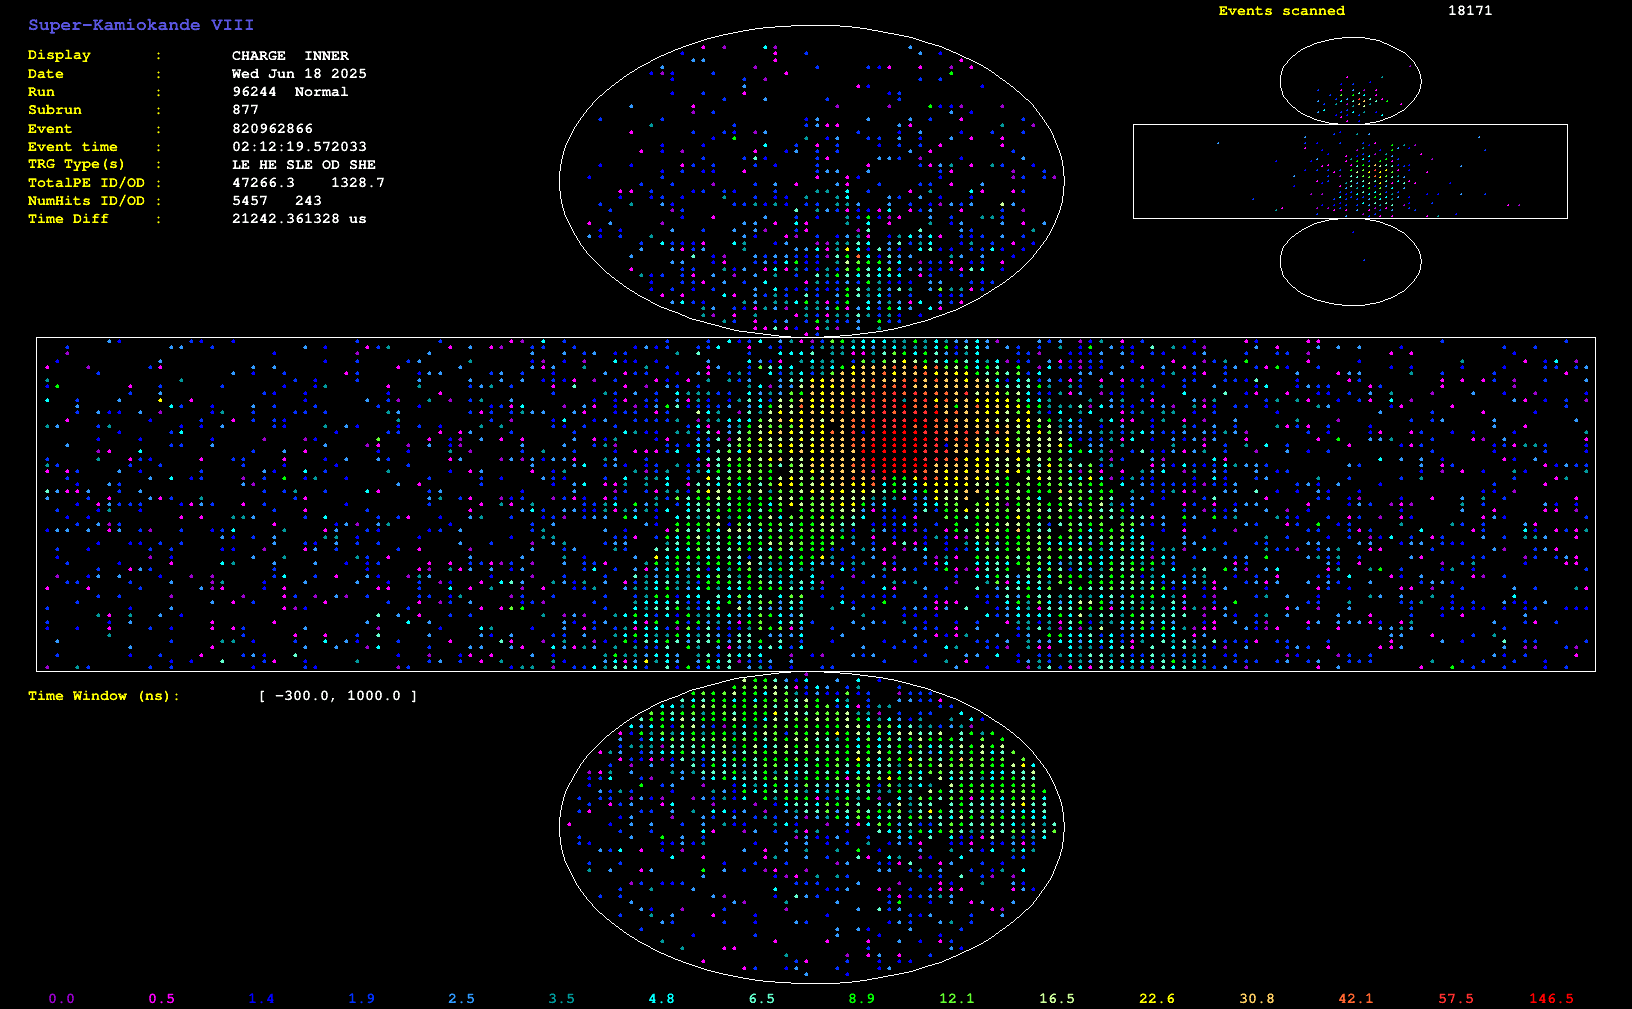 Super-Kamiokande VIII
Events scanned 18171
Display : CHARGE INNER
Date : Wed Jun 18 2025
Run : 96244 Normal
Subrun : 877
Event : 820962866
Event time : 02:12:19.572033
TRG Type(s) : LE HE SLE OD SHE
TotalPE ID/OD : 47266.3 1328.7
NumHits ID/OD : 5457 243
Time Diff : 21242.361328 us
Time Window (ns): [ −300.0, 1000.0 ]
0.0 0.5 1.4 1.9 2.5 3.5 4.8 6.5 8.9 12.1 16.5 22.6 30.8 42.1 57.5 146.5